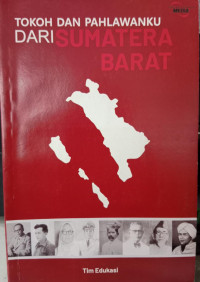 TOKOH DAN PAHLAWANKU
DARI SUMATERA
BARAT
Tim Edukasi